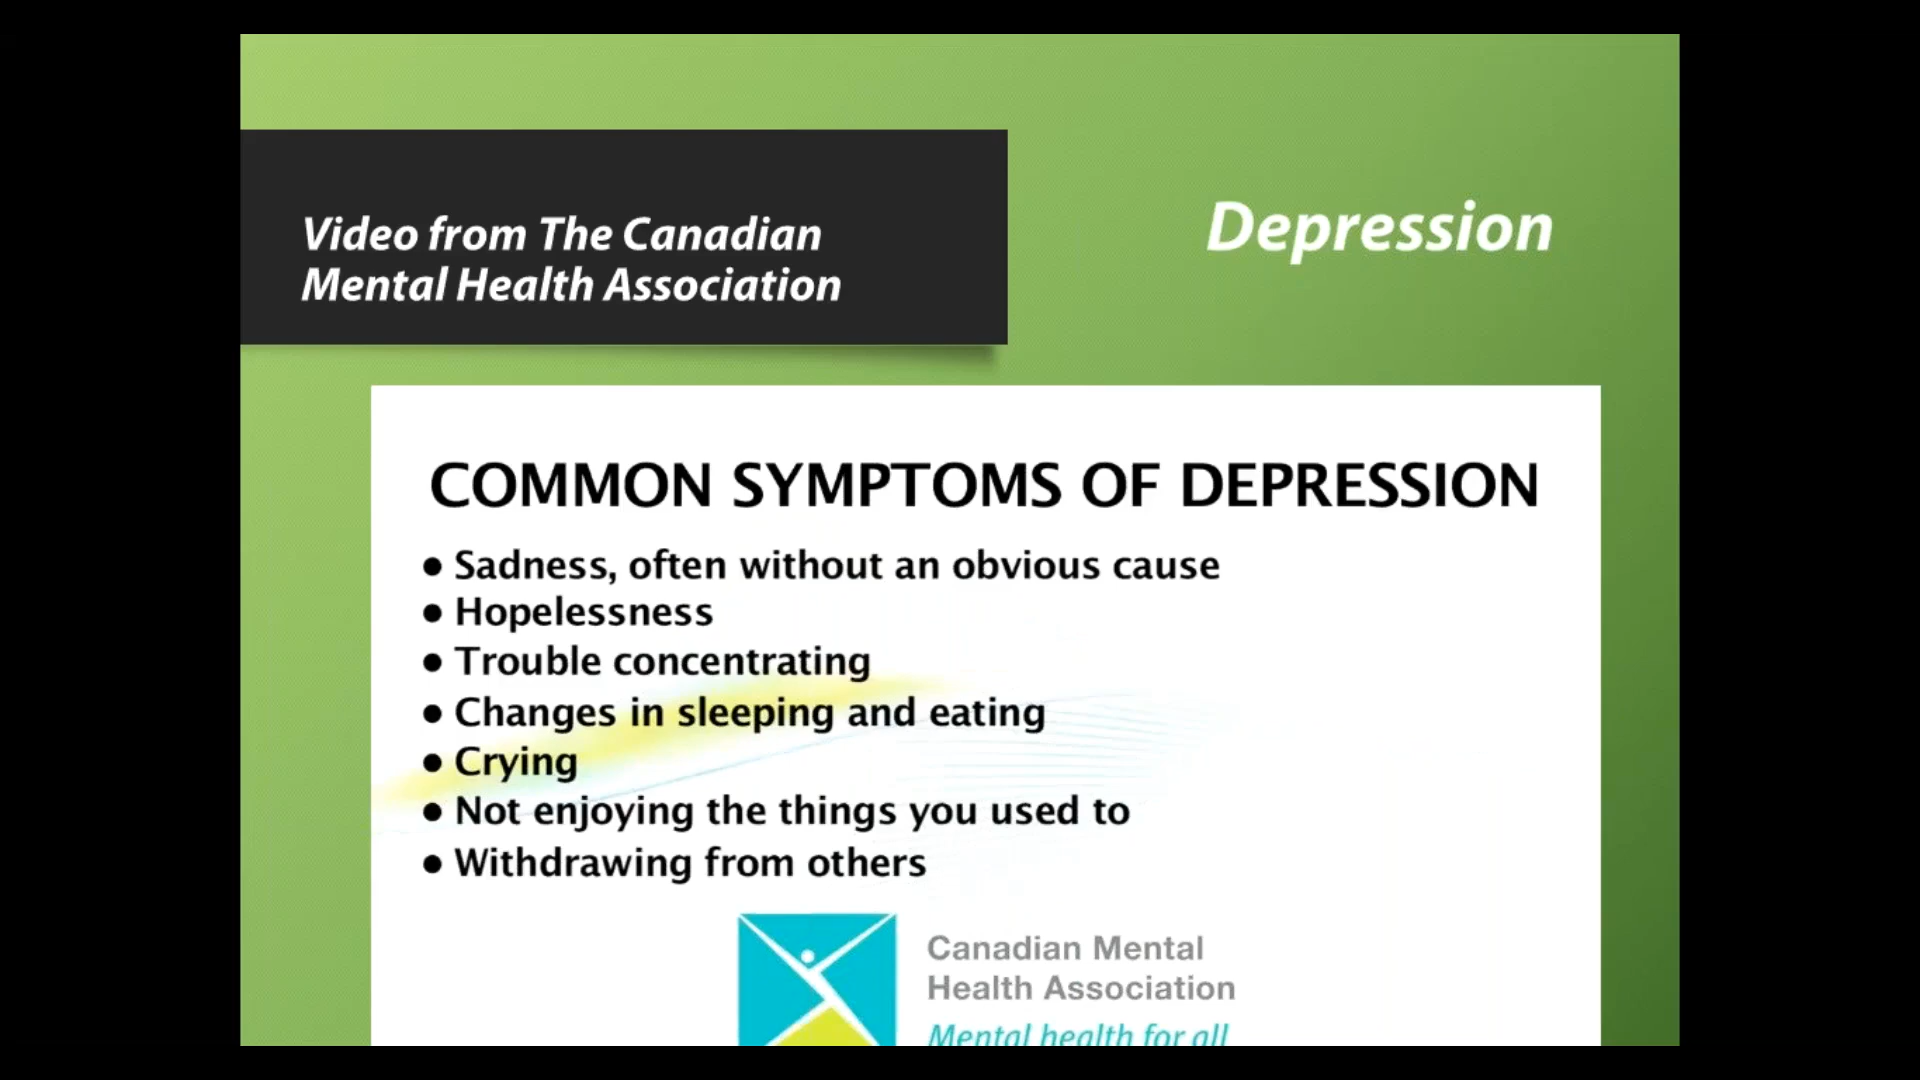 Video from The Canadian
Mental Health Association
Depression
COMMON SYMPTOMS OF DEPRESSION
● Sadness, often without an obvious cause
● Hopelessness
● Trouble concentrating
● Changes in sleeping and eating
● Crying
● Not enjoying the things you used to
● Withdrawing from others
Canadian Mental
Health Association
Mental health for all